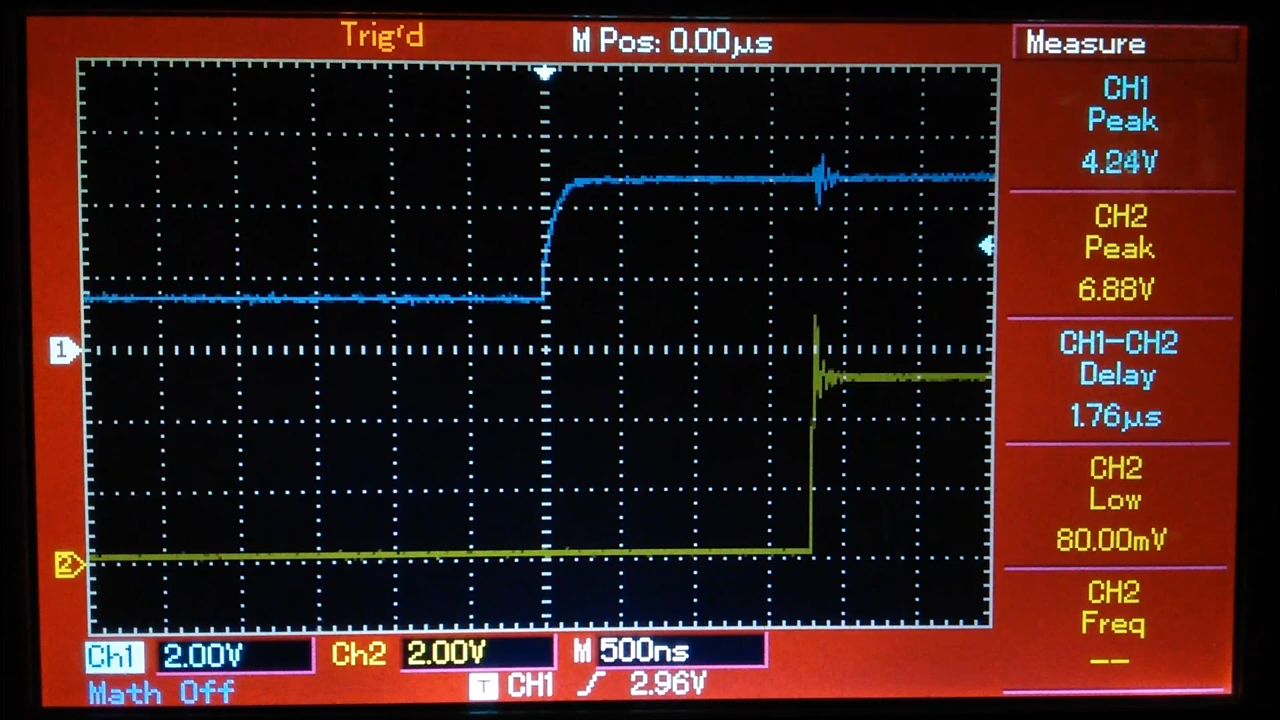 Trig'd M Pos: 0.00µs Measure
CH1
Peak
4.24V
CH2
Peak
6.88V
CH1-CH2
Delay
1.76µs
CH2
Low
80.00mV
CH2
Freq
--
1
2
Ch1 2.00V Ch2 2.00V M 500ns
Math Off T CH1 2.96V